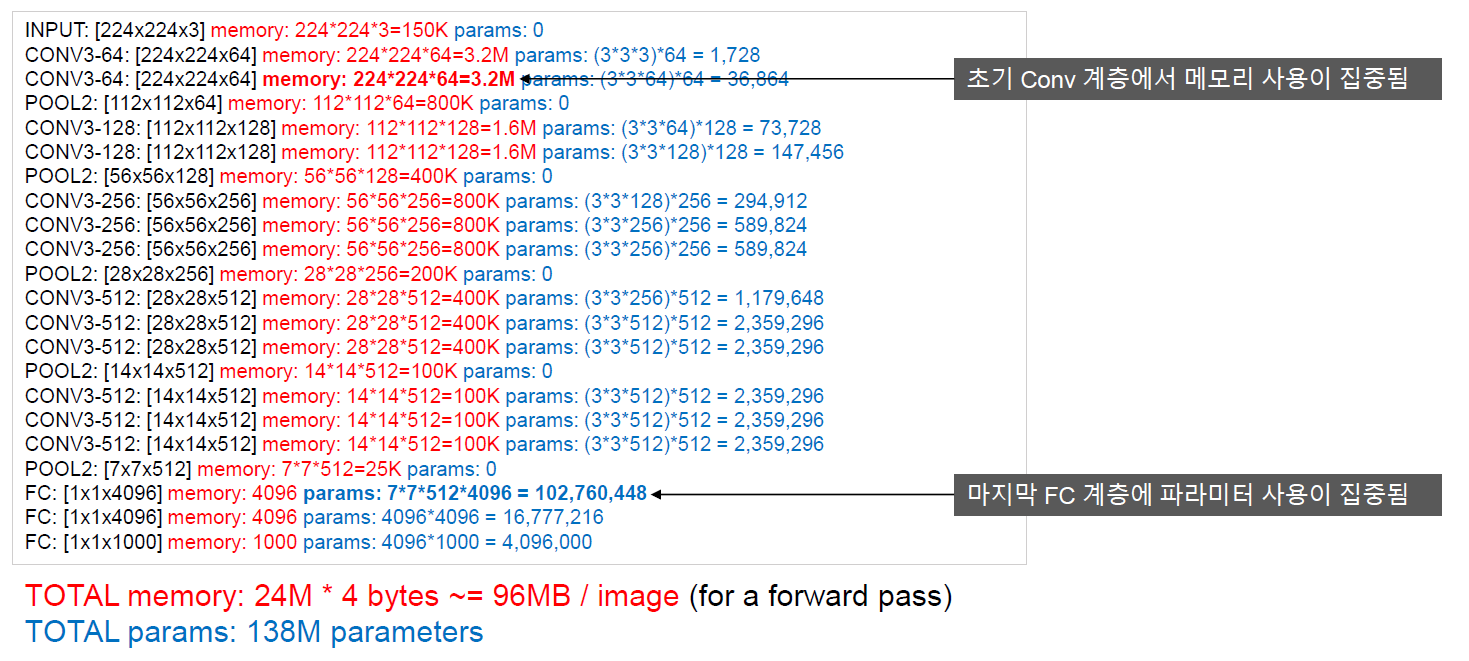 INPUT: [224x224x3] memory: 224*224*3=150K params: 0
CONV3-64: [224x224x64] memory: 224*224*64=3.2M params: (3*3*3)*64 = 1,728
CONV3-64: [224x224x64] memory: 224*224*64=3.2M params: (3*3*64)*64 = 36,864
초기 Conv 계층에서 메모리 사용이 집중됨
POOL2: [112x112x64] memory: 112*112*64=800K params: 0
CONV3-128: [112x112x128] memory: 112*112*128=1.6M params: (3*3*64)*128 = 73,728
CONV3-128: [112x112x128] memory: 112*112*128=1.6M params: (3*3*128)*128 = 147,456
POOL2: [56x56x128] memory: 56*56*128=400K params: 0
CONV3-256: [56x56x256] memory: 56*56*256=800K params: (3*3*128)*256 = 294,912
CONV3-256: [56x56x256] memory: 56*56*256=800K params: (3*3*256)*256 = 589,824
CONV3-256: [56x56x256] memory: 56*56*256=800K params: (3*3*256)*256 = 589,824
POOL2: [28x28x256] memory: 28*28*256=200K params: 0
CONV3-512: [28x28x512] memory: 28*28*512=400K params: (3*3*256)*512 = 1,179,648
CONV3-512: [28x28x512] memory: 28*28*512=400K params: (3*3*512)*512 = 2,359,296
CONV3-512: [28x28x512] memory: 28*28*512=400K params: (3*3*512)*512 = 2,359,296
POOL2: [14x14x512] memory: 14*14*512=100K params: 0
CONV3-512: [14x14x512] memory: 14*14*512=100K params: (3*3*512)*512 = 2,359,296
CONV3-512: [14x14x512] memory: 14*14*512=100K params: (3*3*512)*512 = 2,359,296
CONV3-512: [14x14x512] memory: 14*14*512=100K params: (3*3*512)*512 = 2,359,296
POOL2: [7x7x512] memory: 7*7*512=25K params: 0
FC: [1x1x4096] memory: 4096 params: 7*7*512*4096 = 102,760,448
마지막 FC 계층에 파라미터 사용이 집중됨
FC: [1x1x4096] memory: 4096 params: 4096*4096 = 16,777,216
FC: [1x1x1000] memory: 1000 params: 4096*1000 = 4,096,000
TOTAL memory: 24M * 4 bytes ~= 96MB / image (for a forward pass)
TOTAL params: 138M parameters